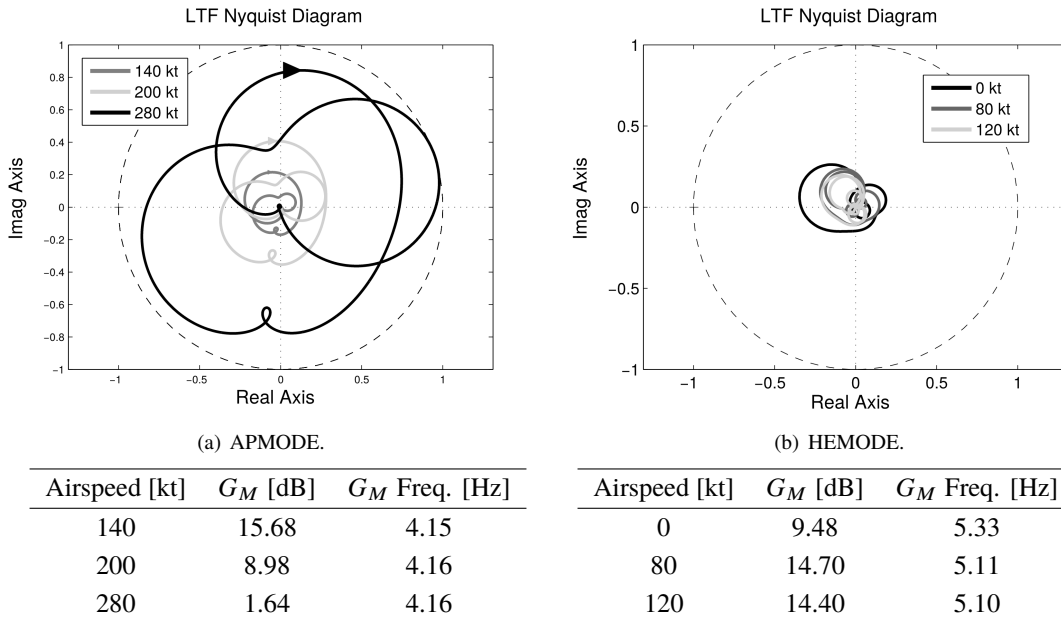 LTF Nyquist Diagram
1
0.8
0.6
0.4
0.2
0
−0.2
−0.4
−0.6
−0.8
−1
Imag Axis
140 kt
200 kt
280 kt
−1
−0.5
0
0.5
1
Real Axis
(a) APMODE.
LTF Nyquist Diagram
1
0.5
0
−0.5
−1
Imag Axis
0 kt
80 kt
120 kt
−1
−0.5
0
0.5
1
Real Axis
(b) HEMODE.
Airspeed [kt] G_M [dB] G_M Freq. [Hz]
140 15.68 4.15
200 8.98 4.16
280 1.64 4.16
Airspeed [kt] G_M [dB] G_M Freq. [Hz]
0 9.48 5.33
80 14.70 5.11
120 14.40 5.10